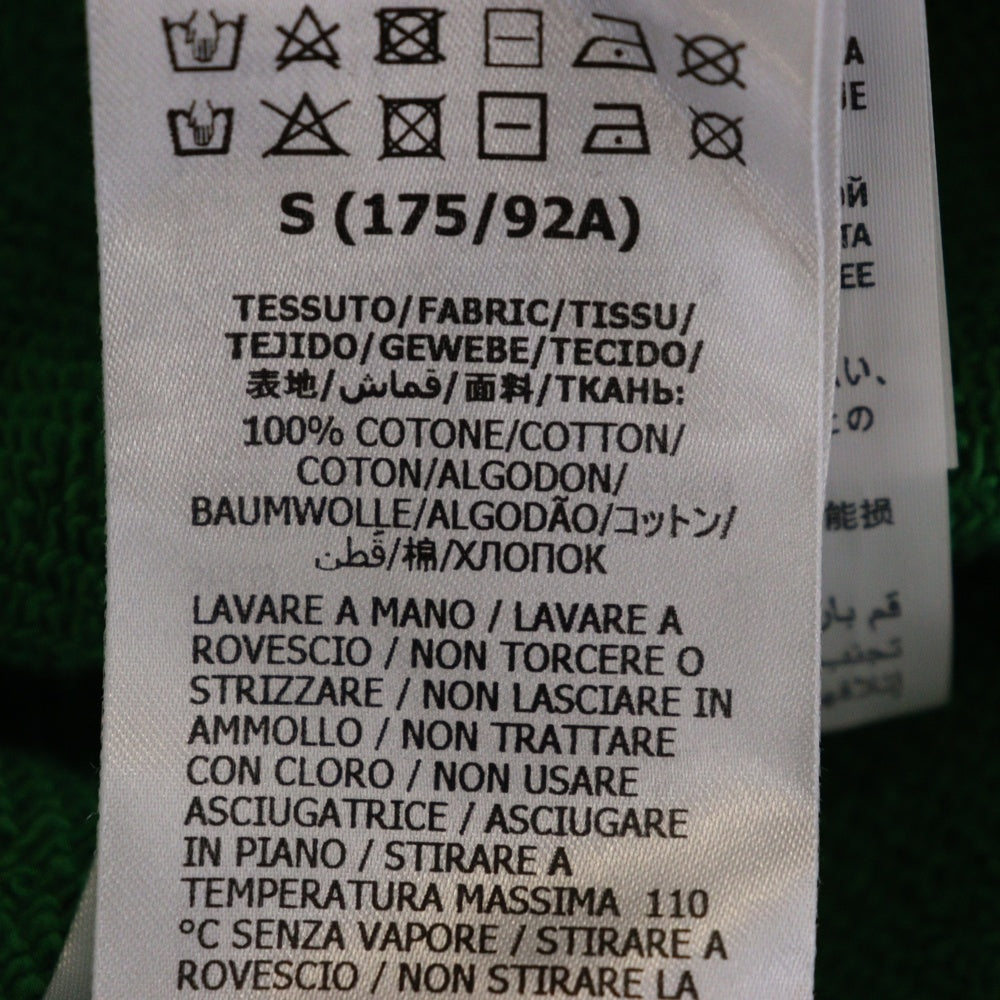 S (175/92A)
TESSUTO/FABRIC/TISSU/
TEJIDO/GEWEBE/TECIDO/
表地/قماش/面料/ТКАНЬ:
100% COTONE/COTTON/
COTON/ALGODON/
BAUMWOLLE/ALGODÃO/コットン/
قطن/棉/ХЛОПОК
LAVARE A MANO / LAVARE A
ROVESCIO / NON TORCERE O
STRIZZARE / NON LASCIARE IN
AMMOLLO / NON TRATTARE
CON CLORO / NON USARE
ASCIUGATRICE / ASCIUGARE
IN PIANO / STIRARE A
TEMPERATURA MASSIMA 110
°C SENZA VAPORE / STIRARE A
ROVESCIO / NON STIRARE LA
能损